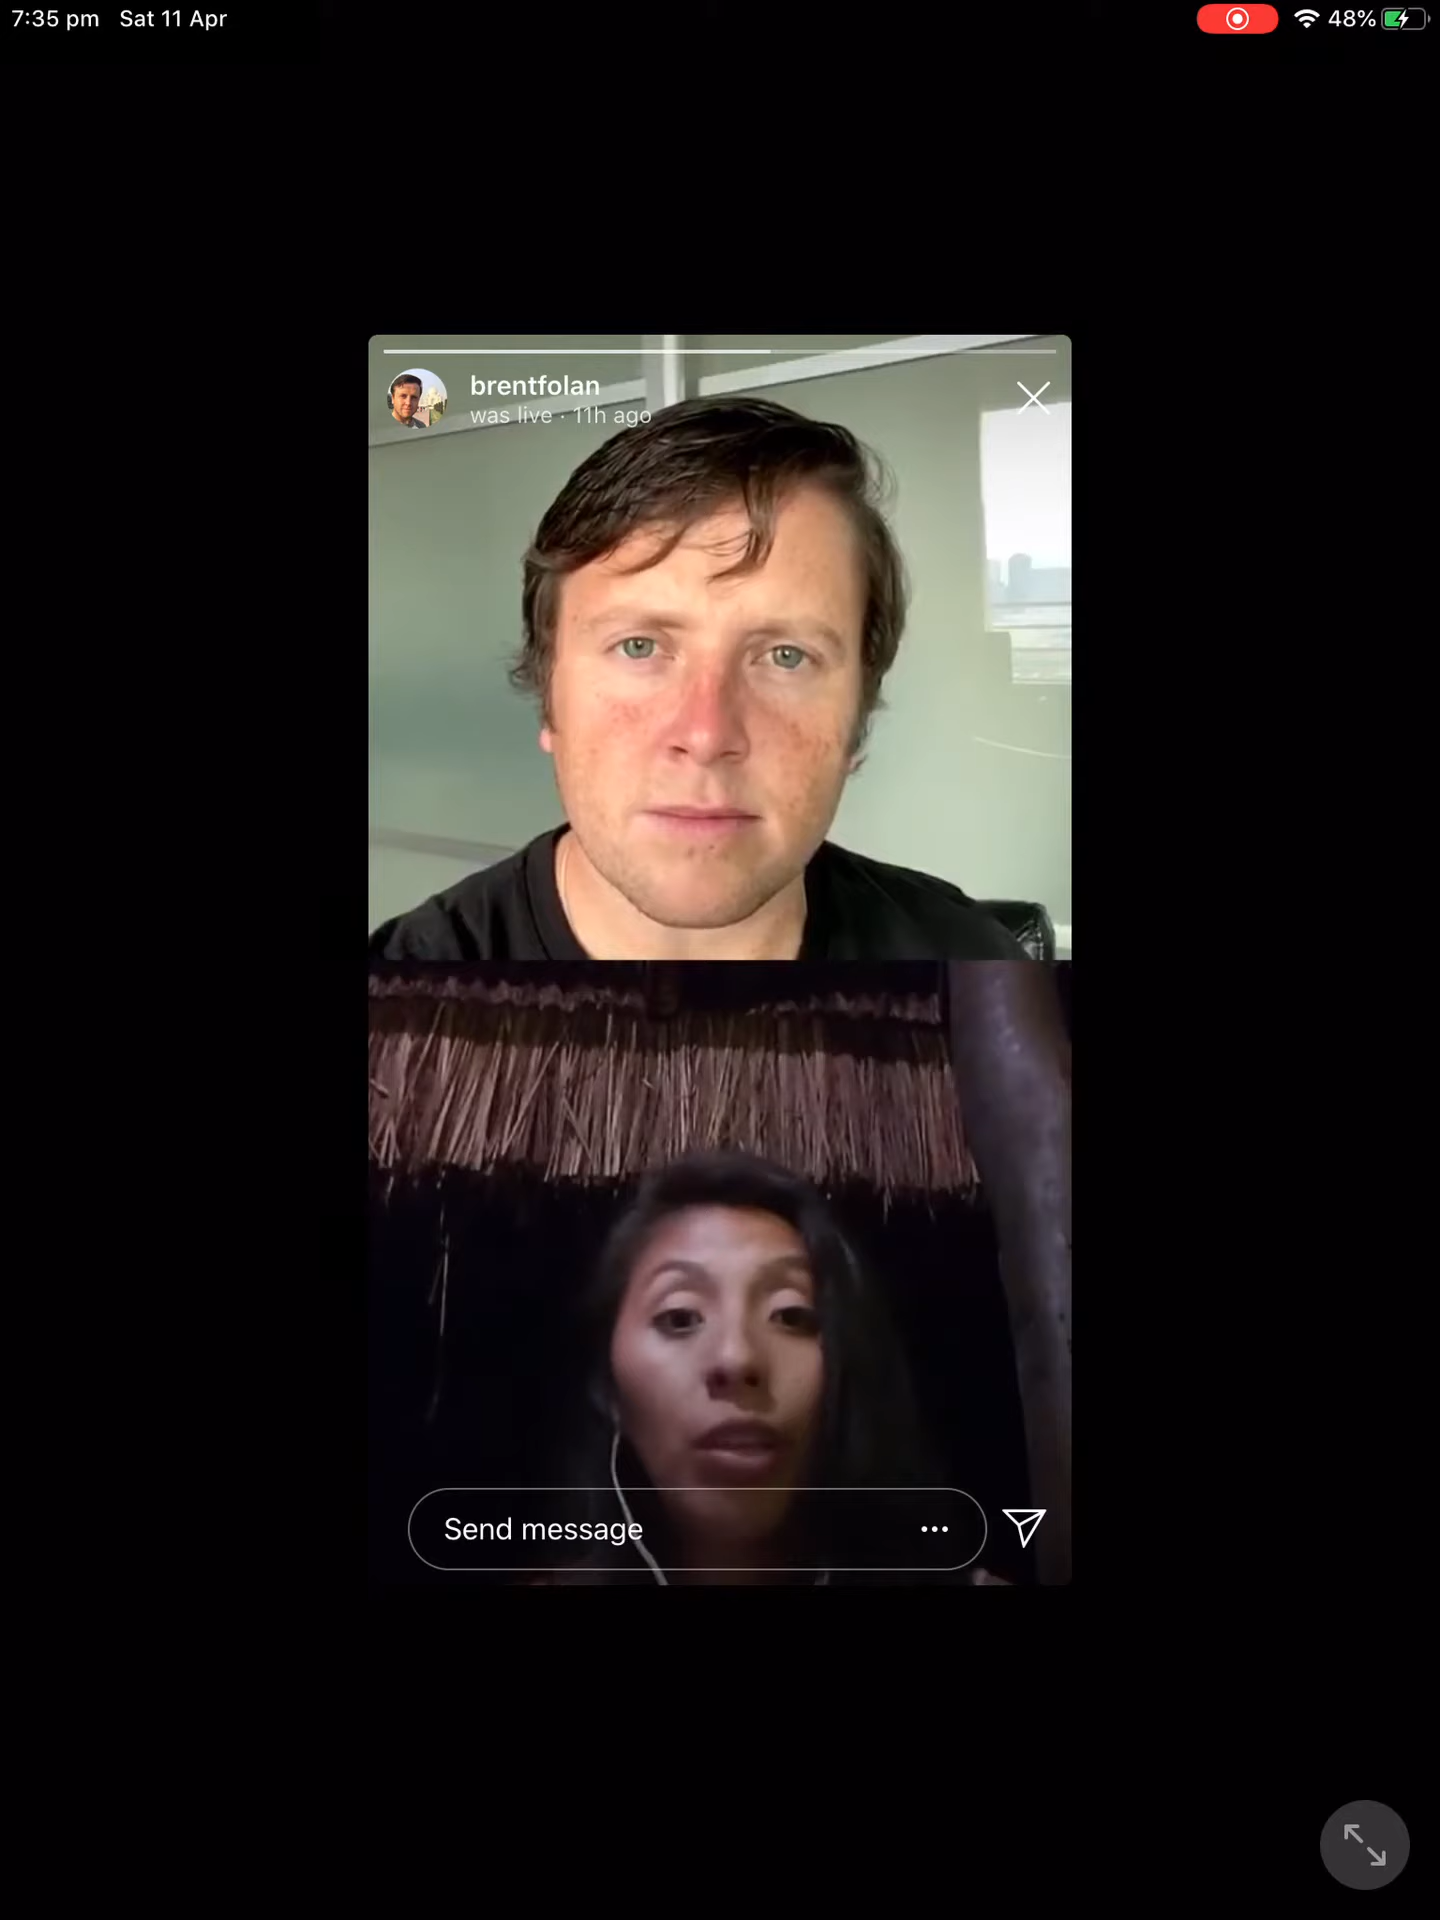 7:35 pm Sat 11 Apr
48%
brentfolan
was live · 11h ago
Send message